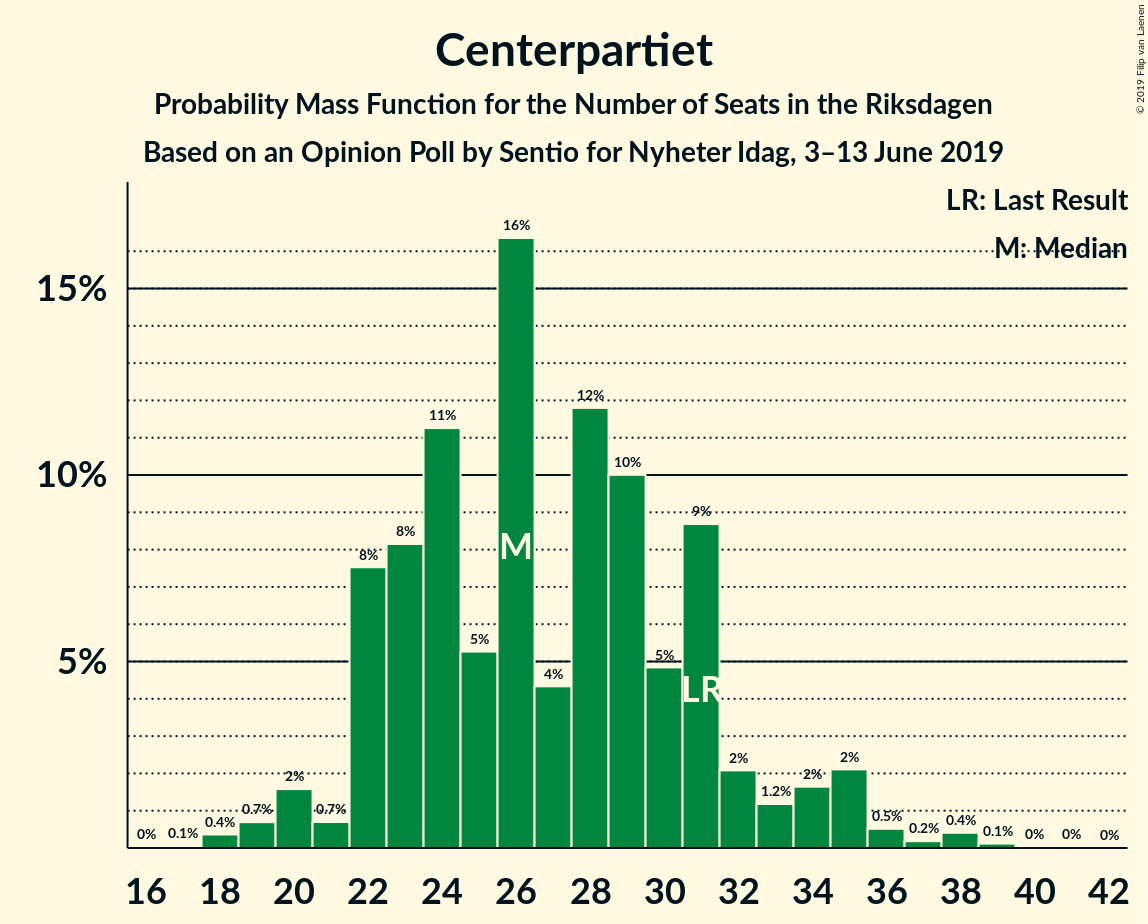 Centerpartiet
Probability Mass Function for the Number of Seats in the Riksdagen
Based on an Opinion Poll by Sentio for Nyheter Idag, 3–13 June 2019
© 2019 Filip van Laenen
LR: Last Result
M: Median
15%
10%
5%
0% 0.1% 0.4% 0.7% 2% 0.7% 8% 8% 11% 5% 16% 4% 12% 10% 5% 9% 2% 1.2% 2% 2% 0.5% 0.2% 0.4% 0.1% 0% 0% 0%
M
LR
16 18 20 22 24 26 28 30 32 34 36 38 40 42